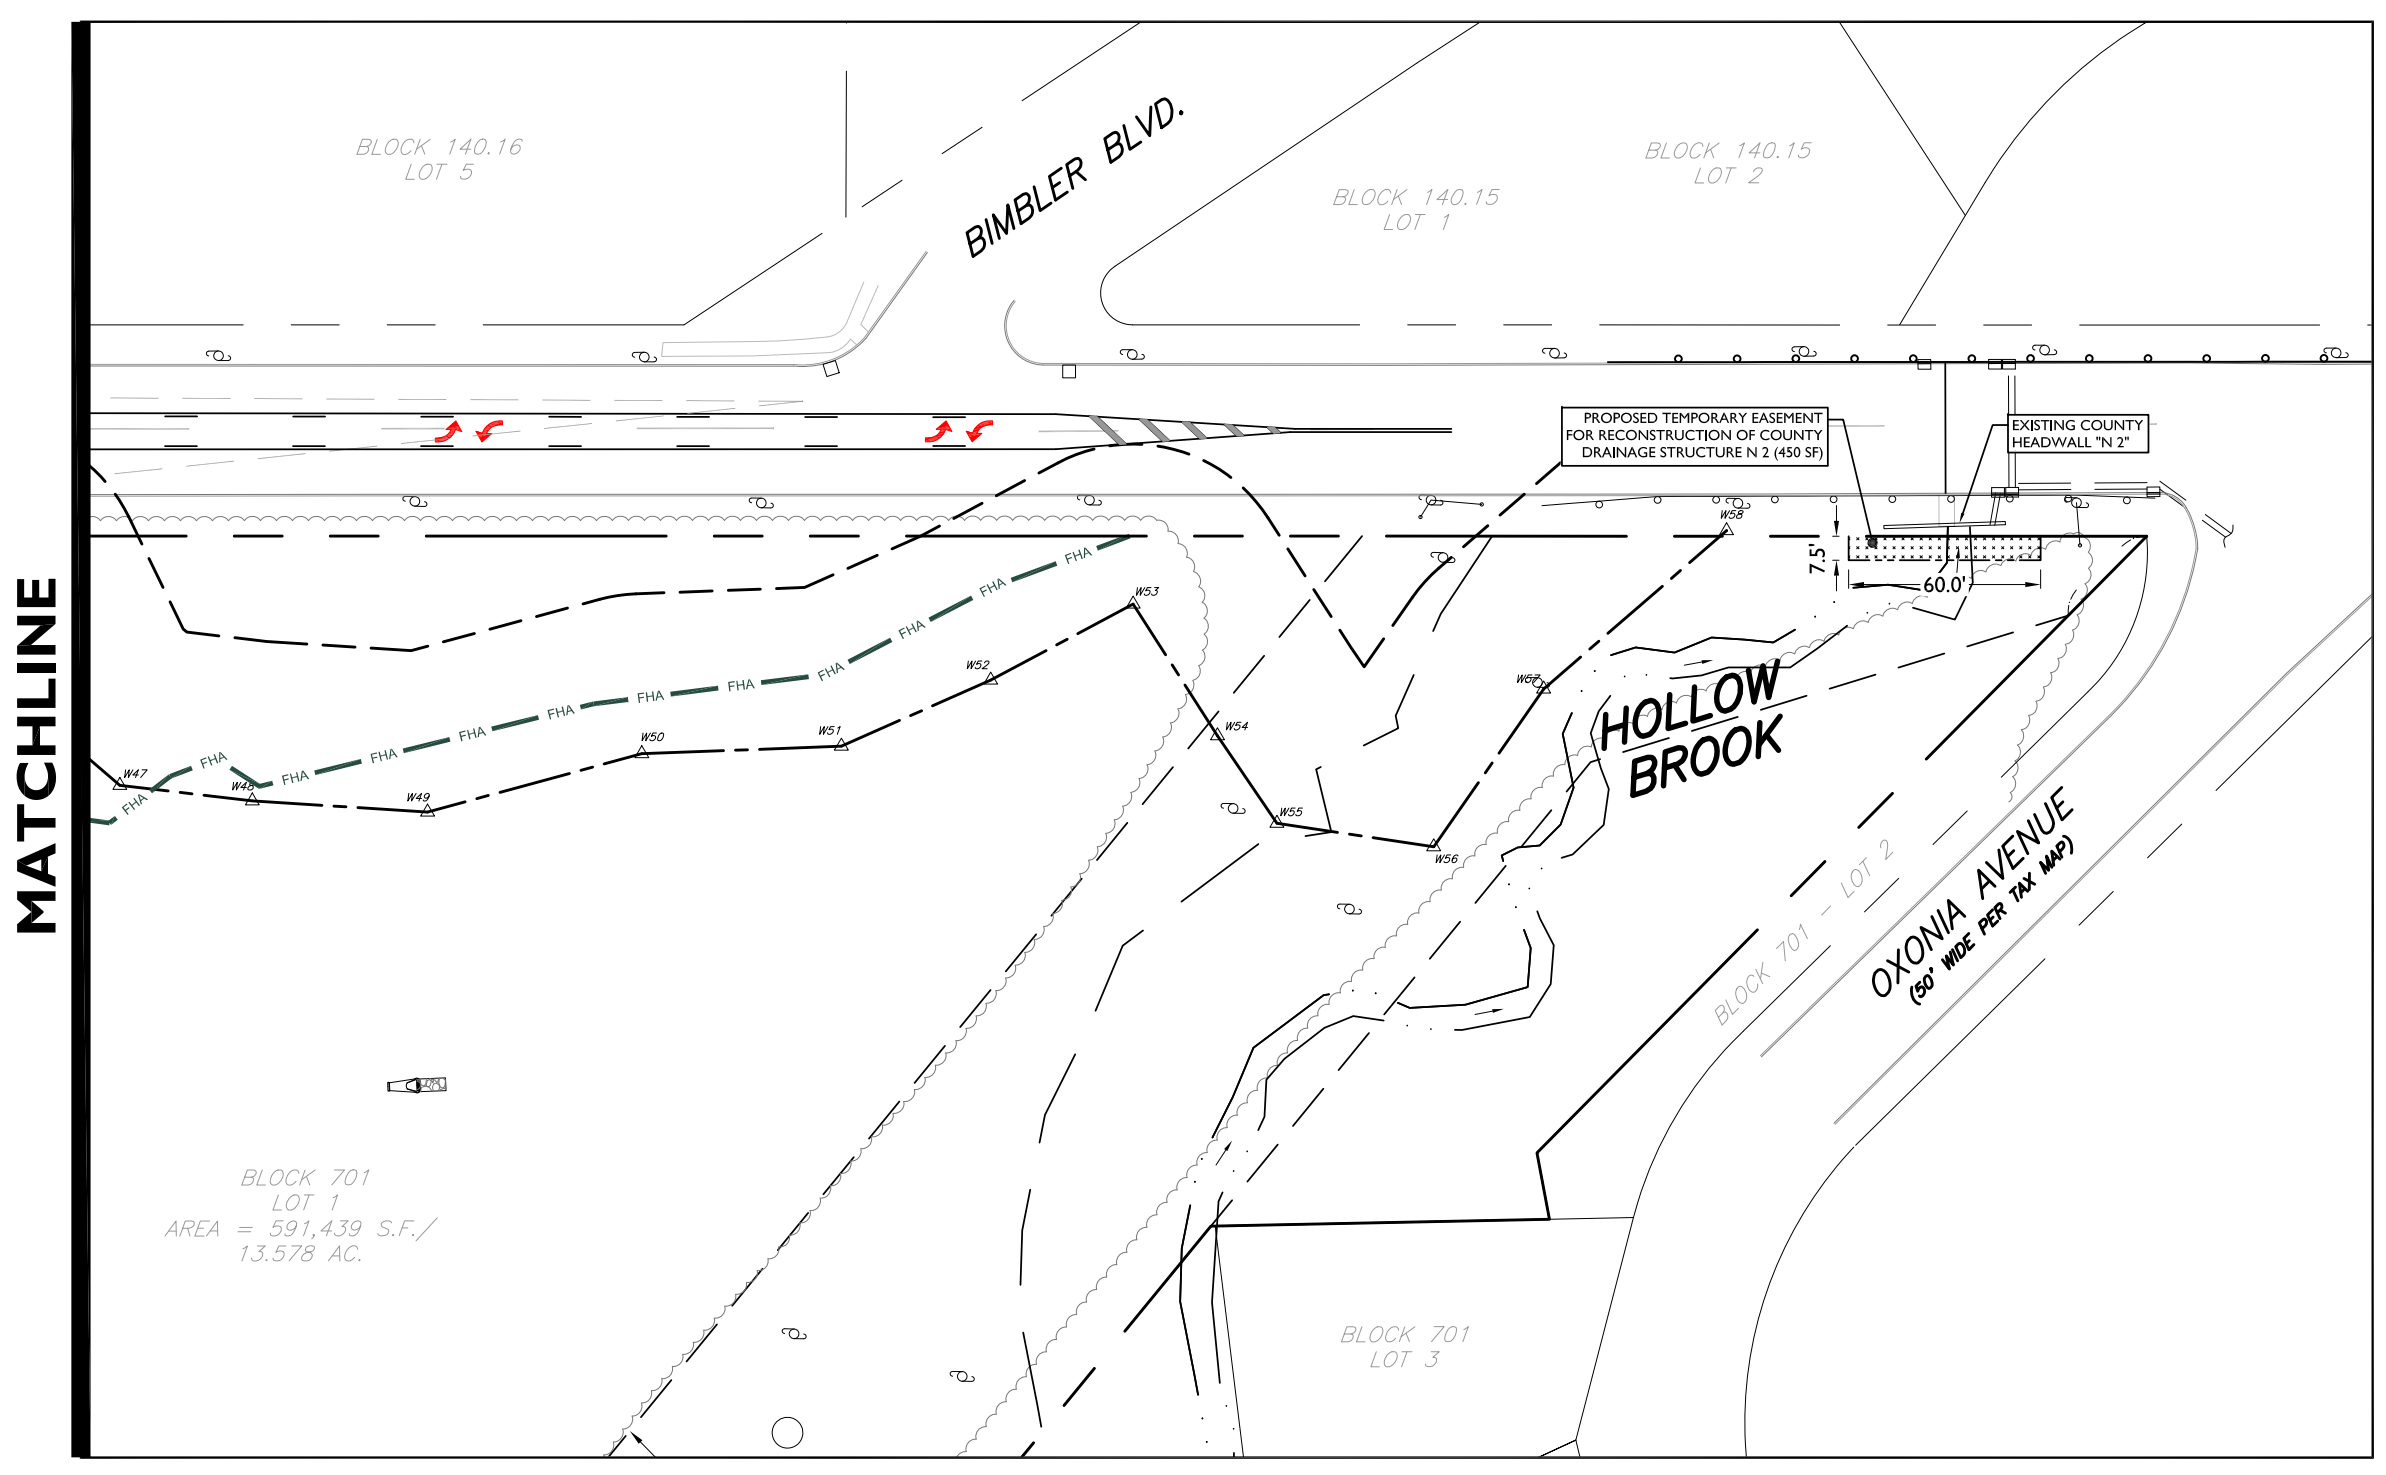 MATCHLINE
BLOCK 140.16
LOT 5
BIMBLER BLVD.
BLOCK 140.15
LOT 1
BLOCK 140.15
LOT 2
PROPOSED TEMPORARY EASEMENT
FOR RECONSTRUCTION OF COUNTY
DRAINAGE STRUCTURE N 2 (450 SF)
EXISTING COUNTY
HEADWALL "N 2"
7.5'
60.0'
W47
W48
W49
W50
W51
W52
W53
W54
W55
W56
W57
W58
FHA
FHA
FHA
FHA
FHA
FHA
FHA
FHA
FHA
FHA
FHA
FHA
HOLLOW
BROOK
BLOCK 701 - LOT 2
OXONIA AVENUE
(50' WIDE PER TAX MAP)
BLOCK 701
LOT 1
AREA = 591,439 S.F./
13.578 AC.
BLOCK 701
LOT 3